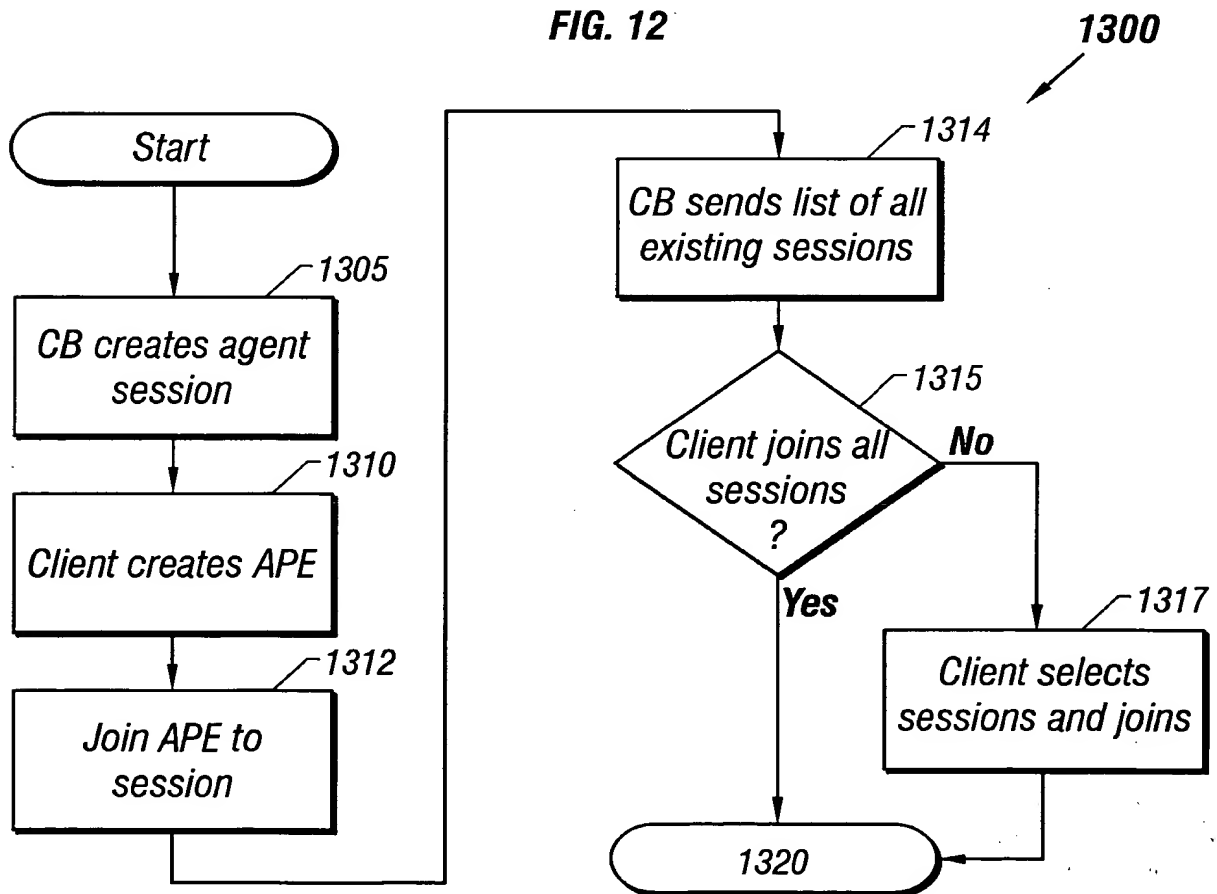 FIG. 12
1300
Start
1305
CB creates agent
session
1310
Client creates APE
1312
Join APE to
session
1314
CB sends list of all
existing sessions
1315
Client joins all
sessions
?
No
Yes
1317
Client selects
sessions and joins
1320